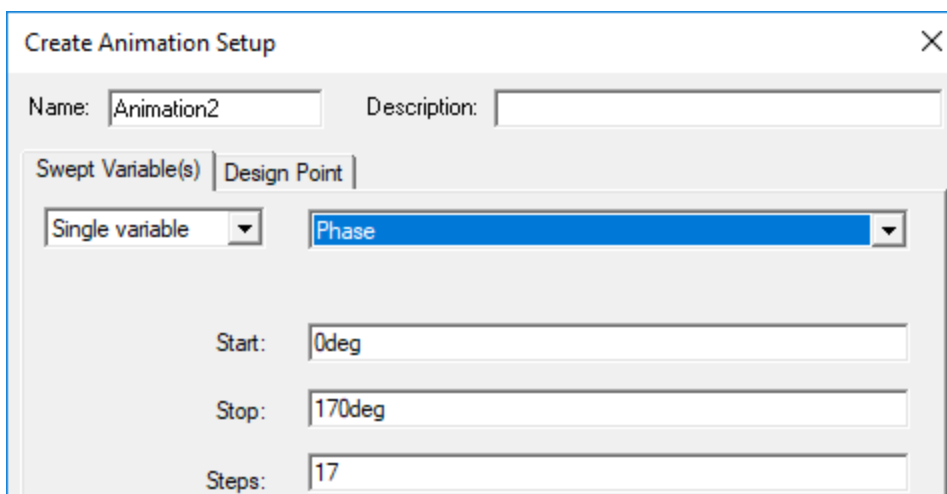 Create Animation Setup
Name: Animation2 Description:
Swept Variable(s) Design Point
Single variable Phase
Start: 0deg
Stop: 170deg
Steps: 17